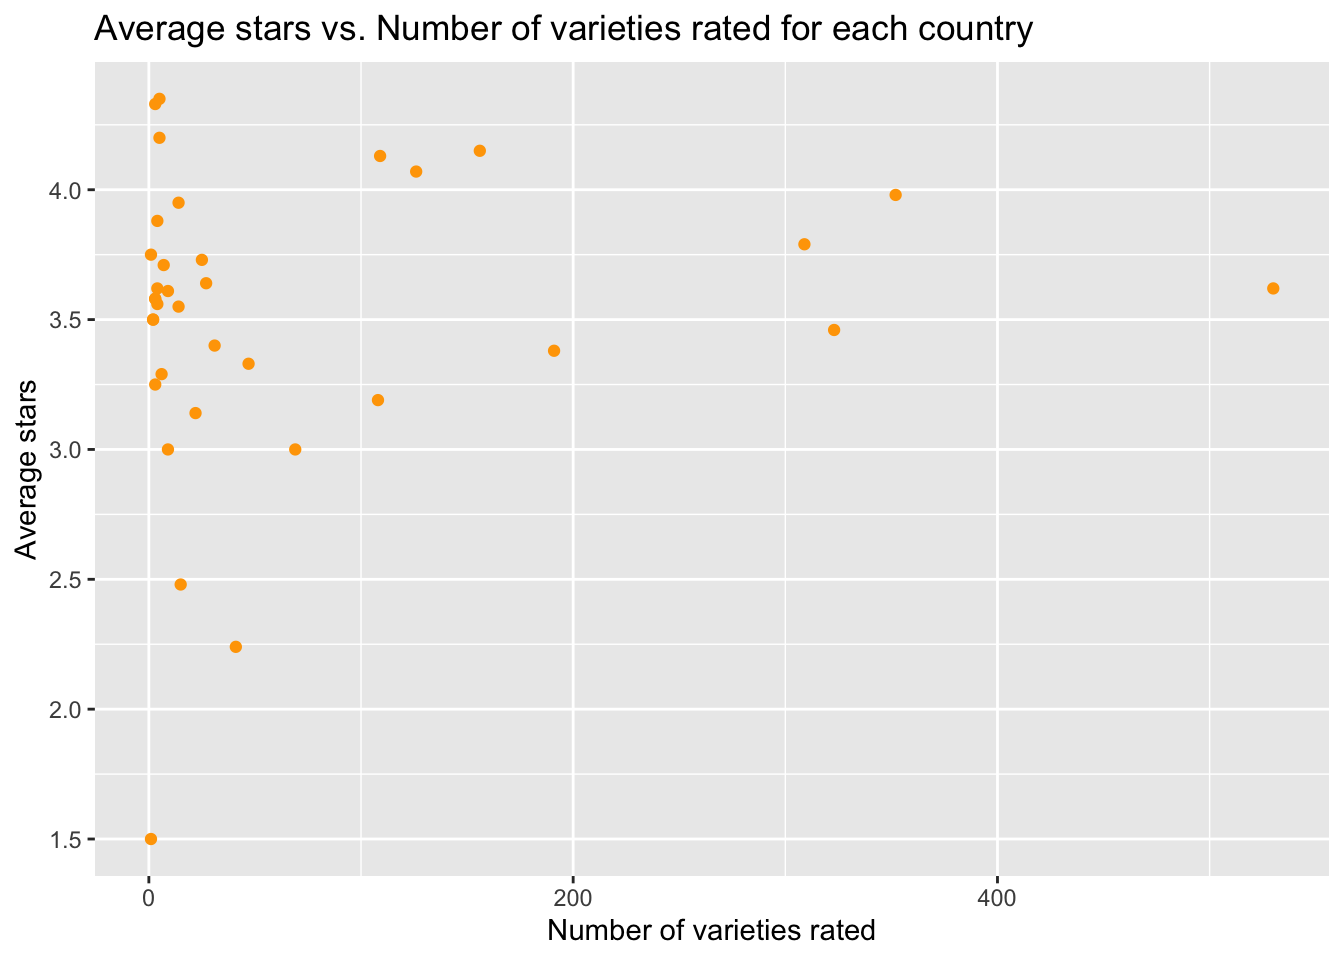 Average stars vs. Number of varieties rated for each country
Average stars
4.0
3.5
3.0
2.5
2.0
1.5
0 200 400
Number of varieties rated